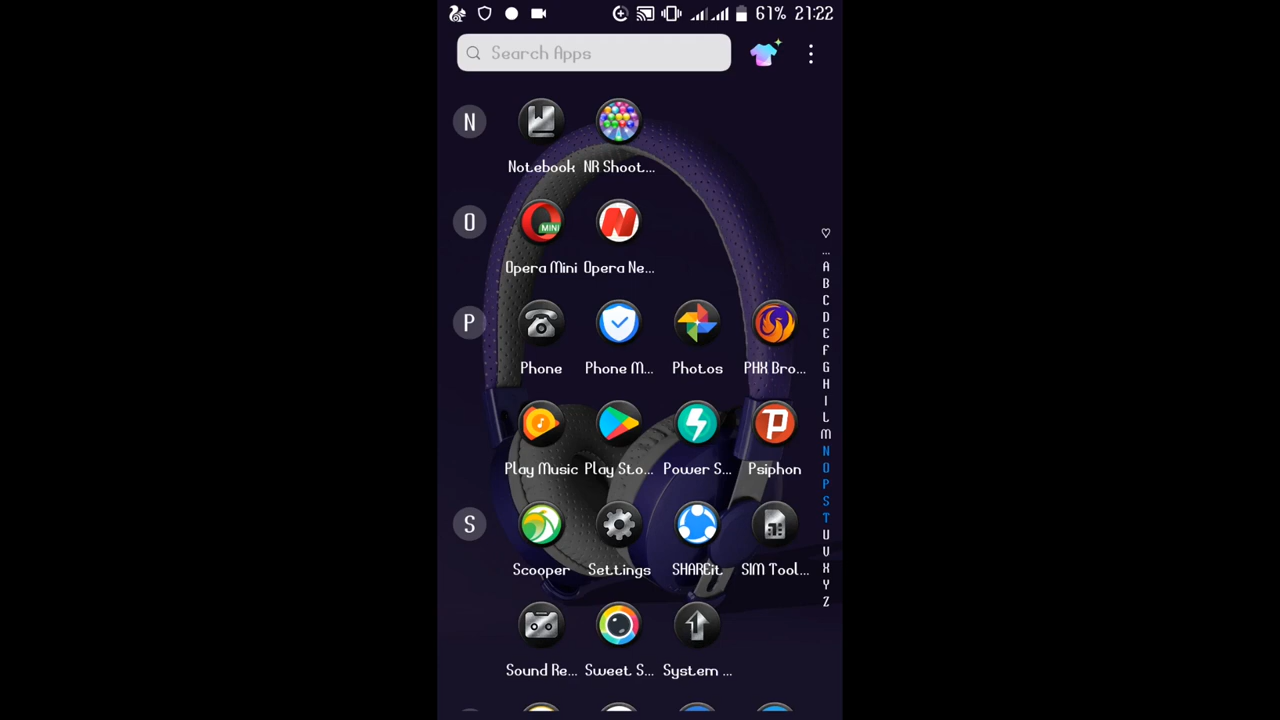 61% 21:22
Search Apps
N
Notebook NR Shoot...
O
MINI
Opera Mini Opera Ne...
P
Phone Phone M... Photos PHX Bro...
Play Music Play Sto... Power S... Psiphon
S
Scooper Settings SHAREit SIM Tool...
Sound Re... Sweet S... System ...
...
A
B
C
D
E
F
G
H
I
L
M
N
O
P
S
T
U
V
X
Y
Z